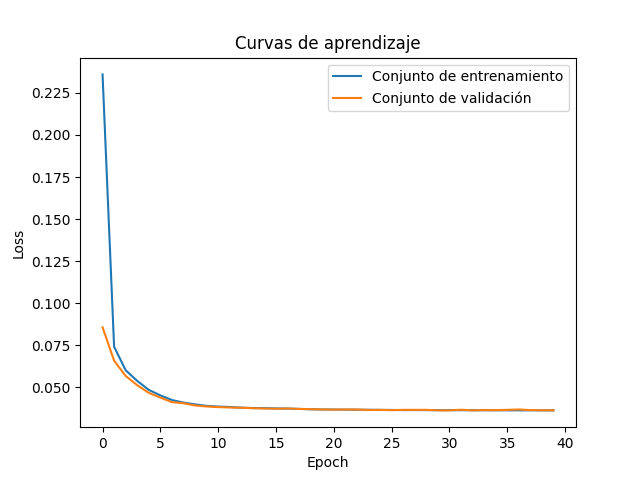 Curvas de aprendizaje
Conjunto de entrenamiento
Conjunto de validación
Loss
0.225
0.200
0.175
0.150
0.125
0.100
0.075
0.050
0 5 10 15 20 25 30 35 40
Epoch